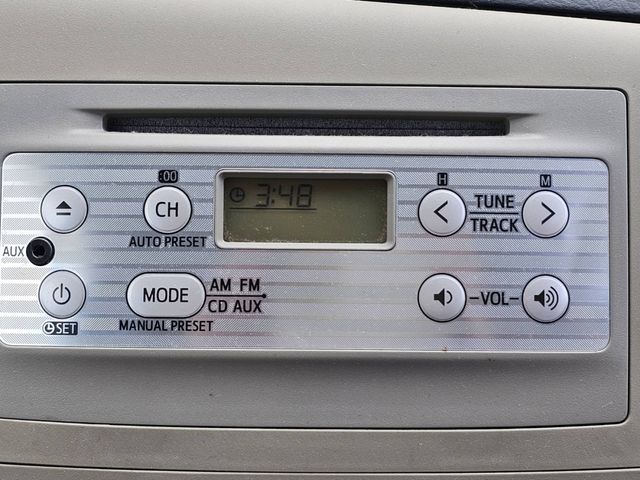 :00
CH
AUTO PRESET
3:48
H
M
TUNE
TRACK
AUX
SET
MODE
AM FM
CD AUX
MANUAL PRESET
-VOL-